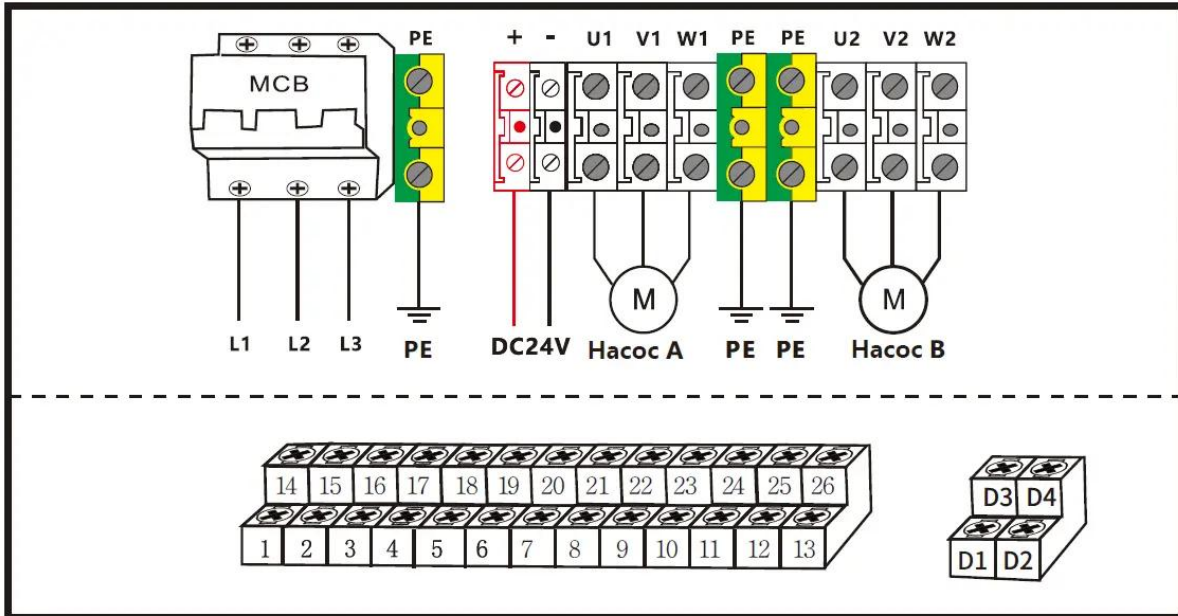 PE + - U1 V1 W1 PE PE U2 V2 W2
MCB
M M
L1 L2 L3 PE DC24V Насос А PE PE Насос В
14 15 16 17 18 19 20 21 22 23 24 25 26
D3 D4
1 2 3 4 5 6 7 8 9 10 11 12 13
D1 D2